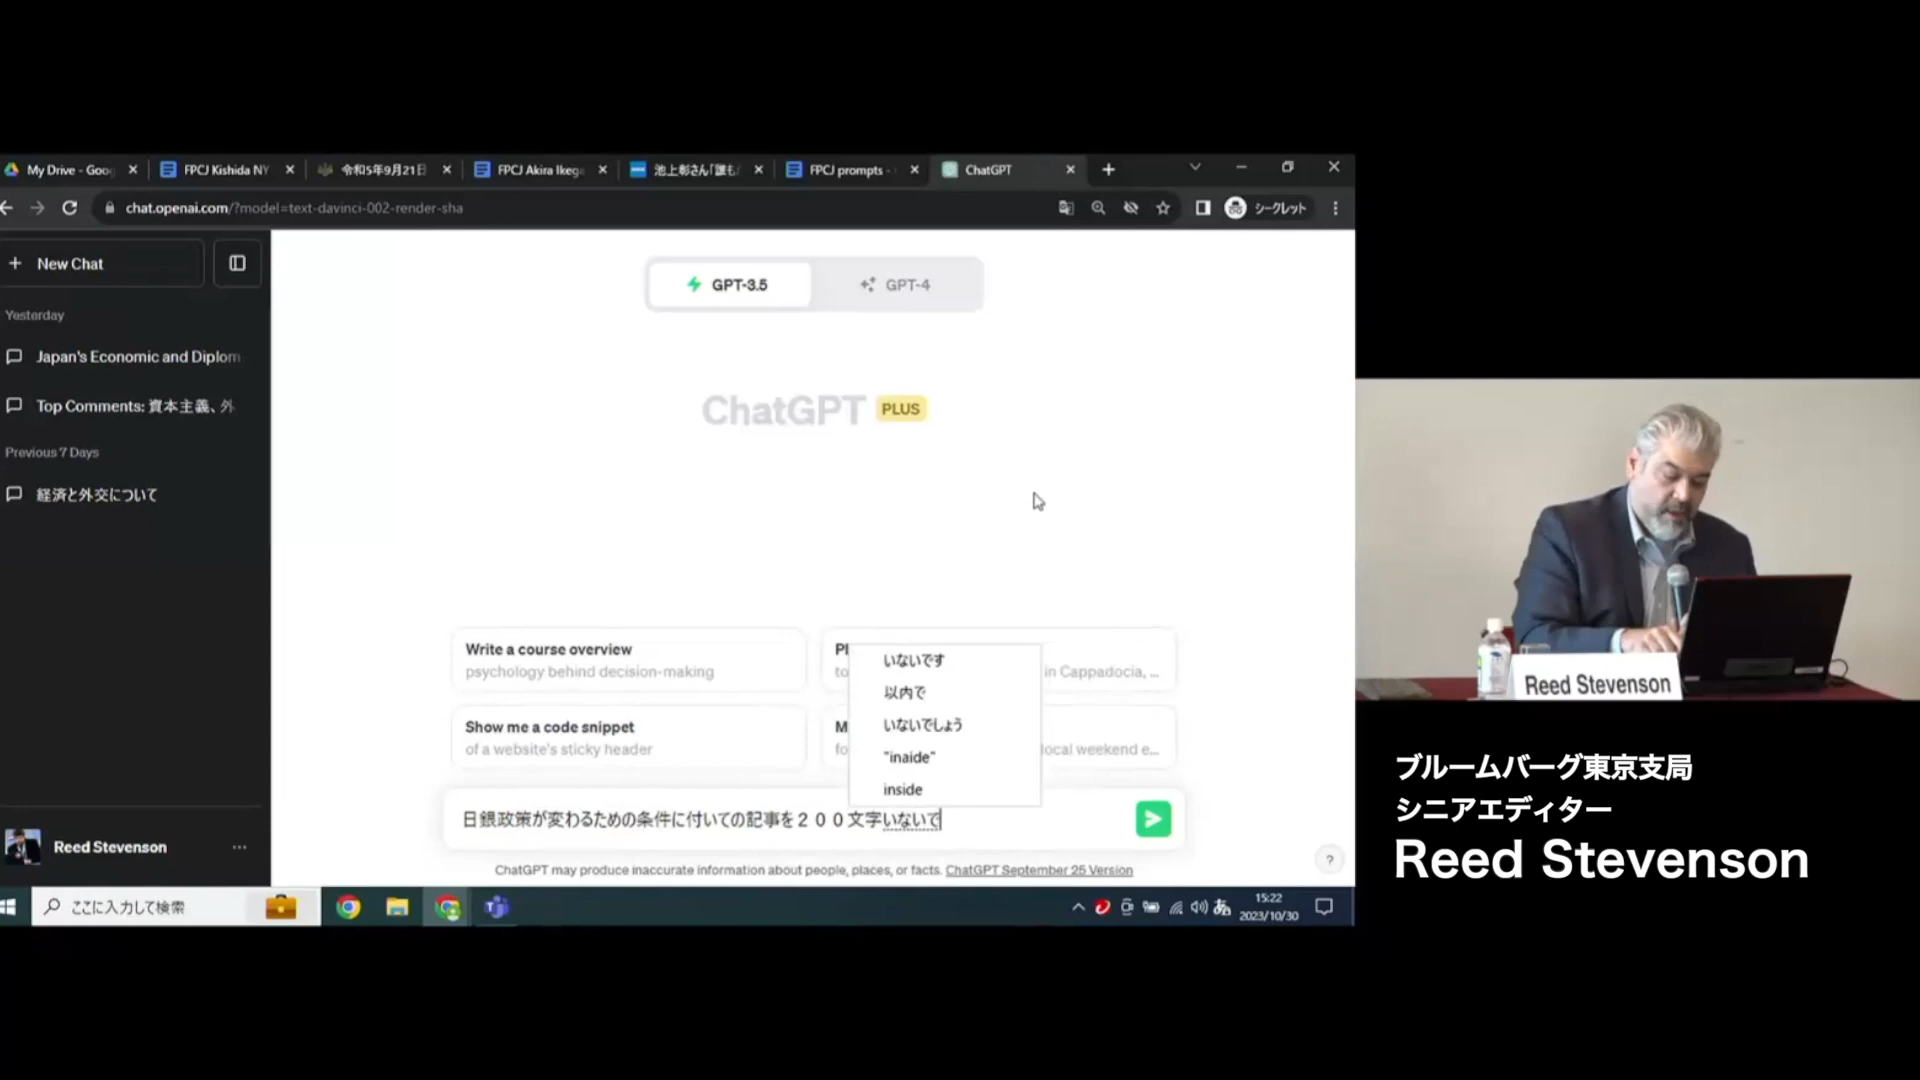 My Drive - Goo
FPCJ Kishida NY
令和5年9月21日
FPCJ Akira Ikega
池上彰さん「誰も
FPCJ prompts -
ChatGPT
chat.openai.com/?model=text-davinci-002-render-sha
シークレット
New Chat
Yesterday
Japan's Economic and Diplom
Top Comments: 資本主義、外
Previous 7 Days
経済と外交について
Reed Stevenson
GPT-3.5
GPT-4
ChatGPT PLUS
Write a course overview
psychology behind decision-making
Pl
to
in Cappadocia, ...
Show me a code snippet
of a website's sticky header
M
fo
local weekend e...
いないです
以内で
いないでしょう
"inaide"
inside
日銀政策が変わるための条件に付いての記事を２００文字いないで
ChatGPT may produce inaccurate information about people, places, or facts. ChatGPT September 25 Version
?
ここに入力して検索
あ
15:22
2023/10/30
Reed Stevenson
ブルームバーグ東京支局
シニアエディター
Reed Stevenson